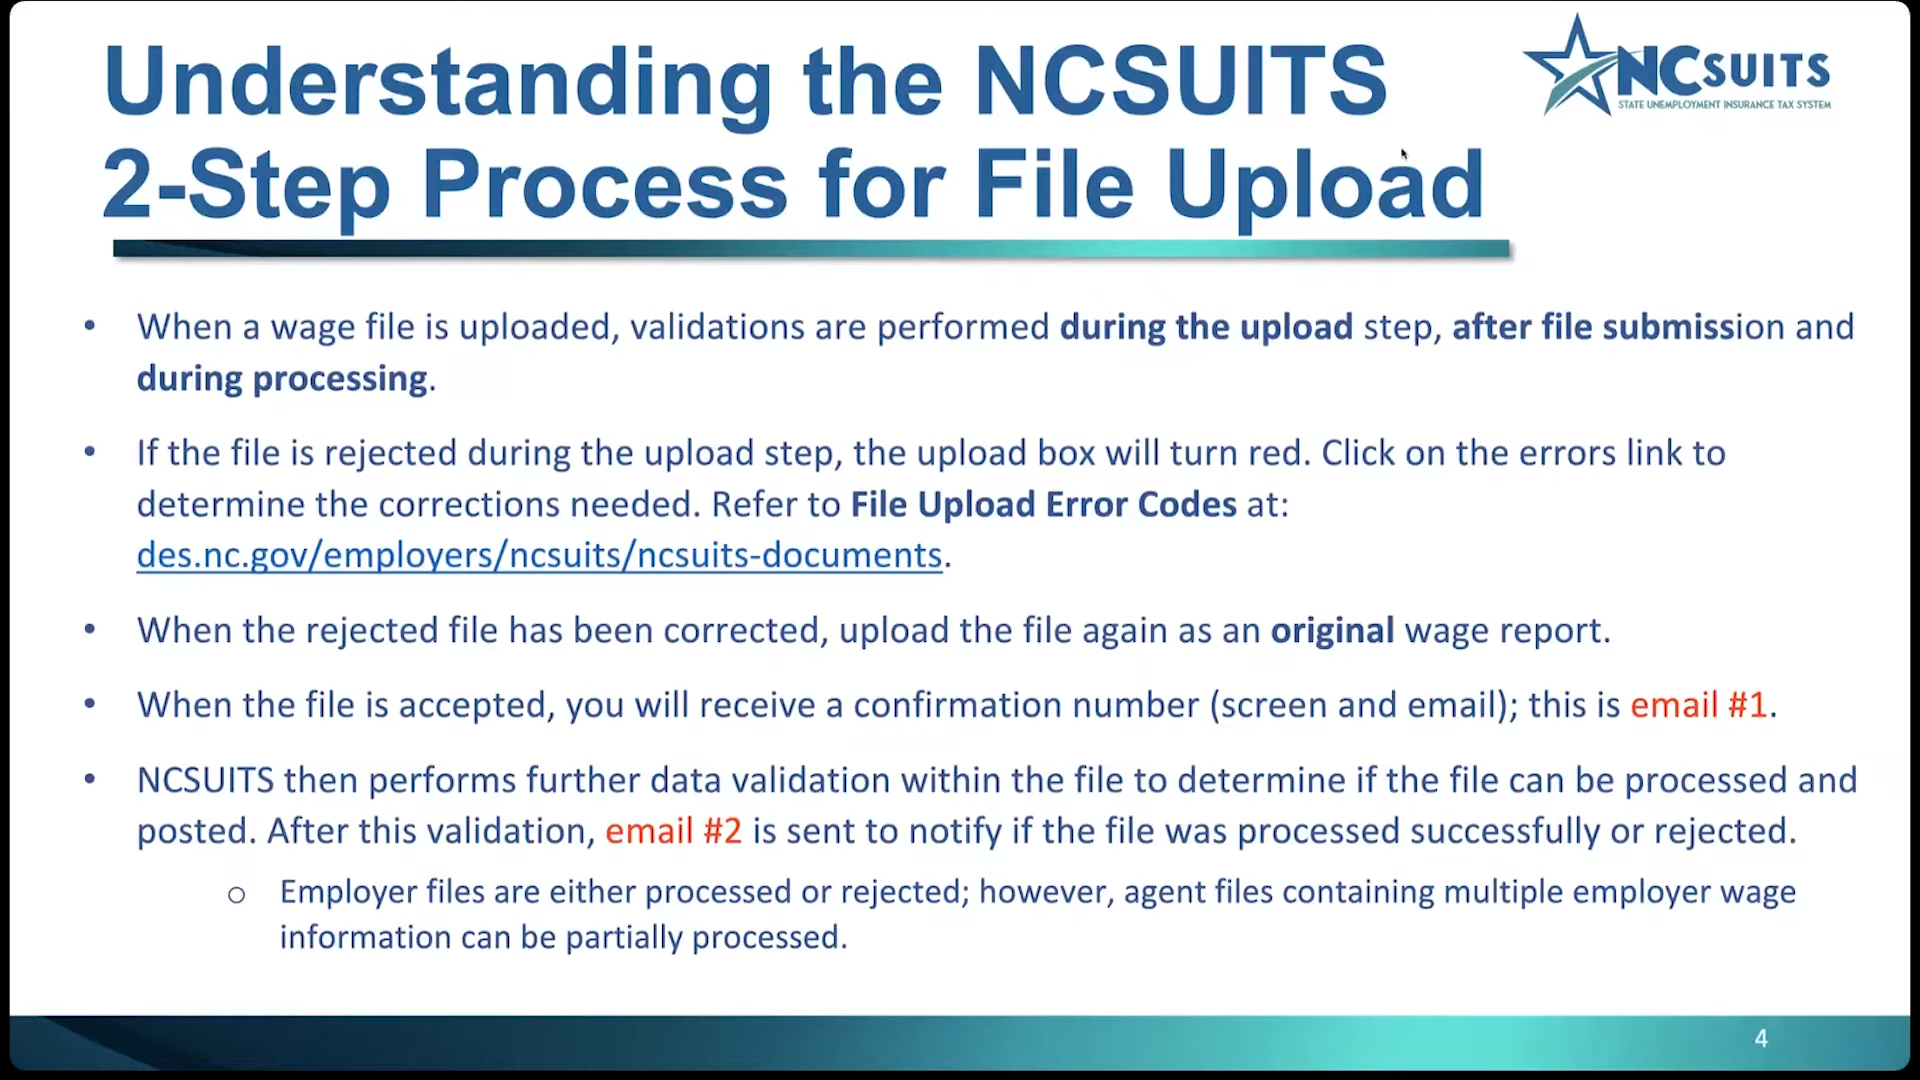 Understanding the NCSUITS
2-Step Process for File Upload
NCSUITS
STATE UNEMPLOYMENT INSURANCE TAX SYSTEM
• When a wage file is uploaded, validations are performed during the upload step, after file submission and
during processing.
• If the file is rejected during the upload step, the upload box will turn red. Click on the errors link to
determine the corrections needed. Refer to File Upload Error Codes at:
des.nc.gov/employers/ncsuits/ncsuits-documents.
• When the rejected file has been corrected, upload the file again as an original wage report.
• When the file is accepted, you will receive a confirmation number (screen and email); this is email #1.
• NCSUITS then performs further data validation within the file to determine if the file can be processed and
posted. After this validation, email #2 is sent to notify if the file was processed successfully or rejected.
o Employer files are either processed or rejected; however, agent files containing multiple employer wage
information can be partially processed.
4